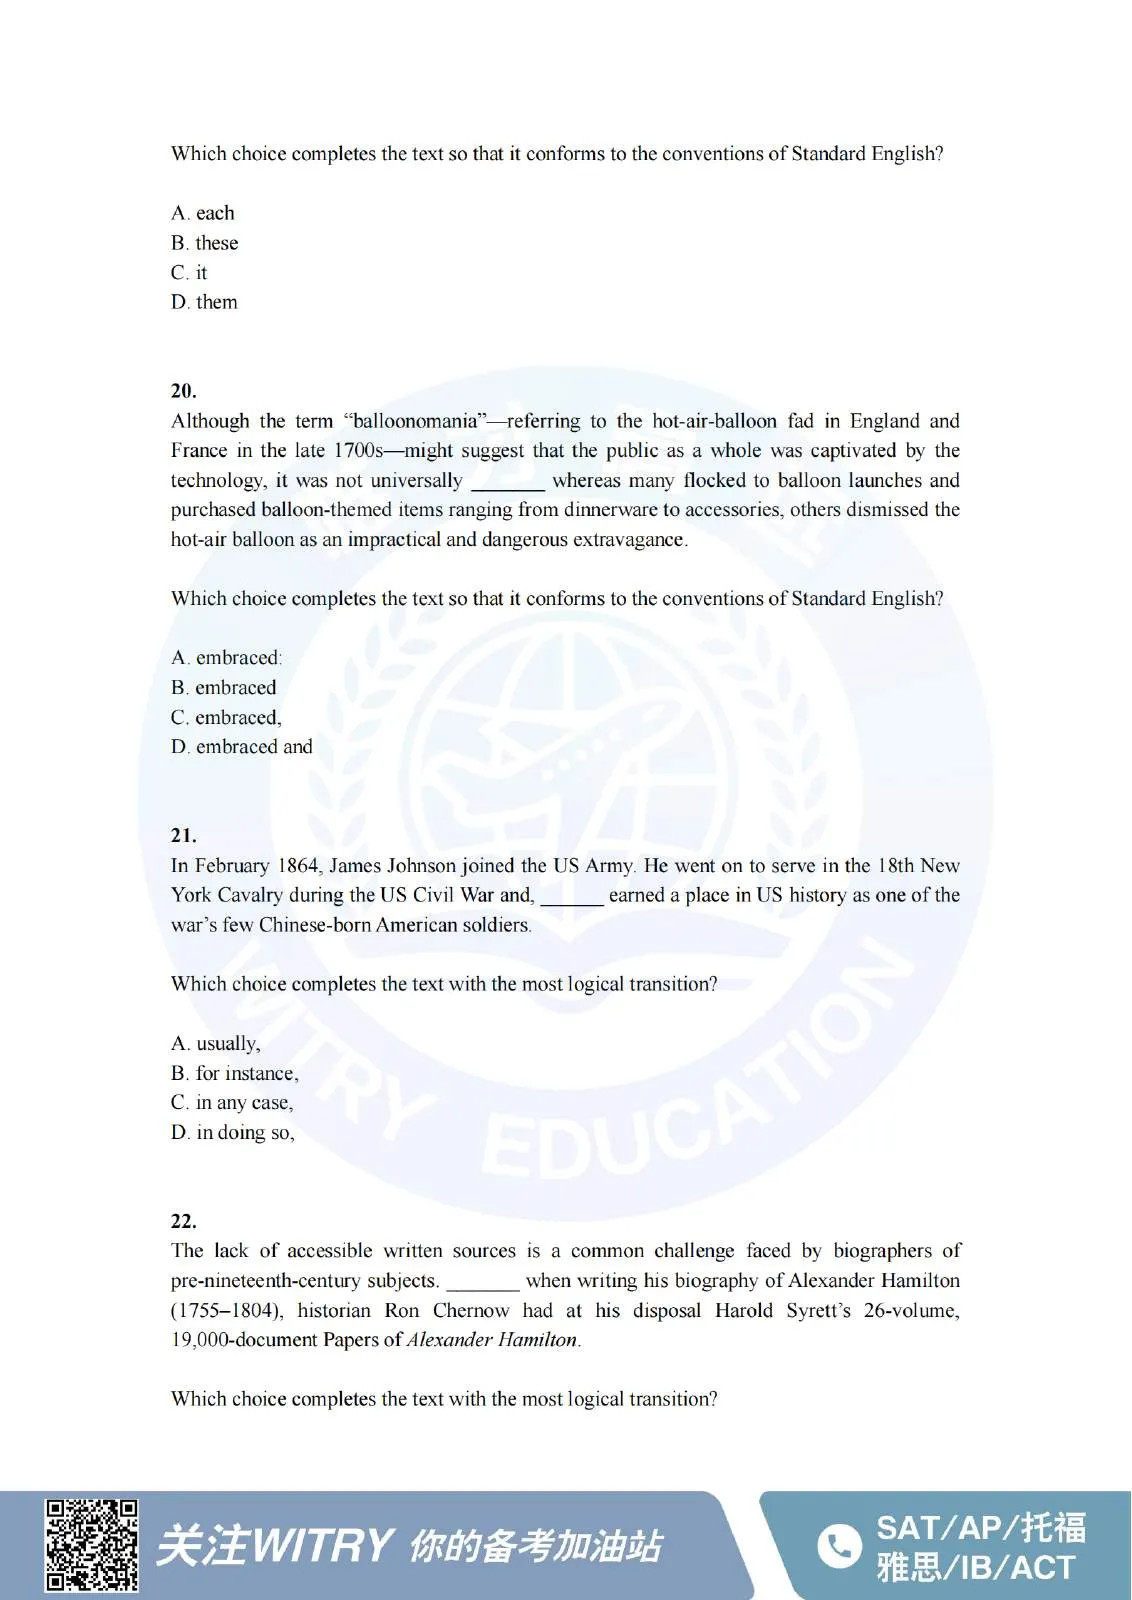 Which choice completes the text so that it conforms to the conventions of Standard English?
A. each
B. these
C. it
D. them
20.
Although the term “balloonomania”—referring to the hot-air-balloon fad in England and
France in the late 1700s—might suggest that the public as a whole was captivated by the
technology, it was not universally _______ whereas many flocked to balloon launches and
purchased balloon-themed items ranging from dinnerware to accessories, others dismissed the
hot-air balloon as an impractical and dangerous extravagance.
Which choice completes the text so that it conforms to the conventions of Standard English?
A. embraced:
B. embraced
C. embraced,
D. embraced and
21.
In February 1864, James Johnson joined the US Army. He went on to serve in the 18th New
York Cavalry during the US Civil War and, ______ earned a place in US history as one of the
war’s few Chinese-born American soldiers.
Which choice completes the text with the most logical transition?
A. usually,
B. for instance,
C. in any case,
D. in doing so,
WITRY EDUCATION
22.
The lack of accessible written sources is a common challenge faced by biographers of
pre-nineteenth-century subjects. _______ when writing his biography of Alexander Hamilton
(1755–1804), historian Ron Chernow had at his disposal Harold Syrett’s 26-volume,
19,000-document Papers of Alexander Hamilton.
Which choice completes the text with the most logical transition?
关注WITRY 你的备考加油站
SAT/AP/托福
雅思/IB/ACT